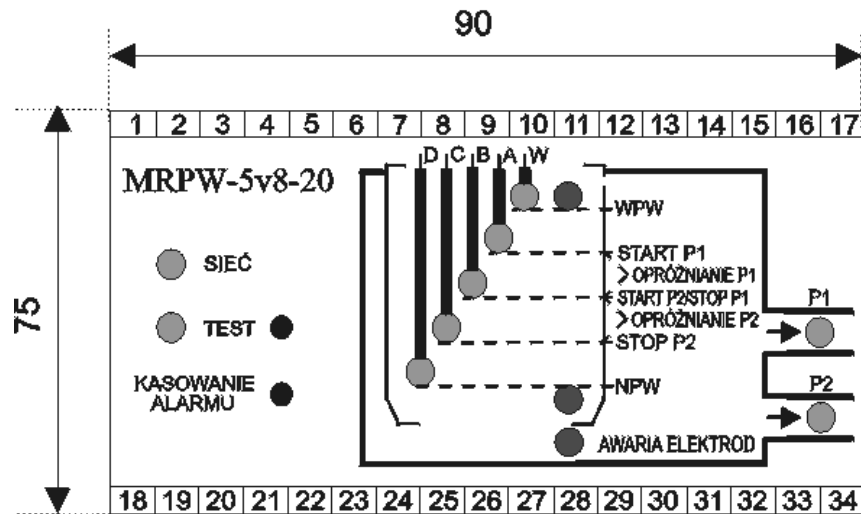 90
75
1 2 3 4 5 6 7 8 9 10 11 12 13 14 15 16 17
D C B A W
MRPW-5v8-20
WPW
SIEĆ
START P1
OPRÓŻNIANIE P1
START P2/STOP P1
OPRÓŻNIANIE P2
STOP P2
P1
TEST
KASOWANIE
ALARMU
NPW
P2
AWARIA ELEKTROD
18 19 20 21 22 23 24 25 26 27 28 29 30 31 32 33 34